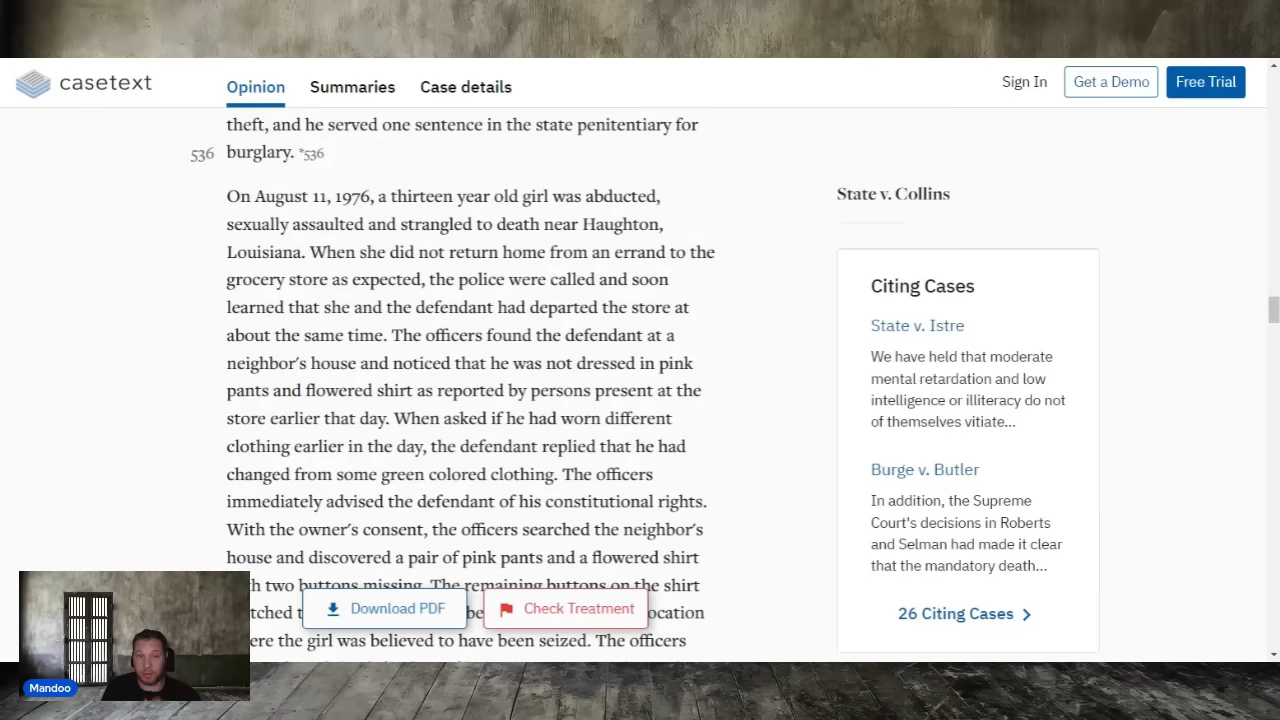 casetext
Opinion
Summaries
Case details
Sign In
Get a Demo
Free Trial
theft, and he served one sentence in the state penitentiary for
536 burglary. *536
On August 11, 1976, a thirteen year old girl was abducted,
sexually assaulted and strangled to death near Haughton,
Louisiana. When she did not return home from an errand to the
grocery store as expected, the police were called and soon
learned that she and the defendant had departed the store at
about the same time. The officers found the defendant at a
neighbor's house and noticed that he was not dressed in pink
pants and flowered shirt as reported by persons present at the
store earlier that day. When asked if he had worn different
clothing earlier in the day, the defendant replied that he had
changed from some green colored clothing. The officers
immediately advised the defendant of his constitutional rights.
With the owner's consent, the officers searched the neighbor's
house and discovered a pair of pink pants and a flowered shirt
two buttons missing. The remaining buttons on the shirt
the girl was believed to have been seized. The officers
Download PDF
Check Treatment
State v. Collins
Citing Cases
State v. Istre
We have held that moderate
mental retardation and low
intelligence or illiteracy do not
of themselves vitiate...
Burge v. Butler
In addition, the Supreme
Court's decisions in Roberts
and Selman had made it clear
that the mandatory death...
26 Citing Cases
Mandoo